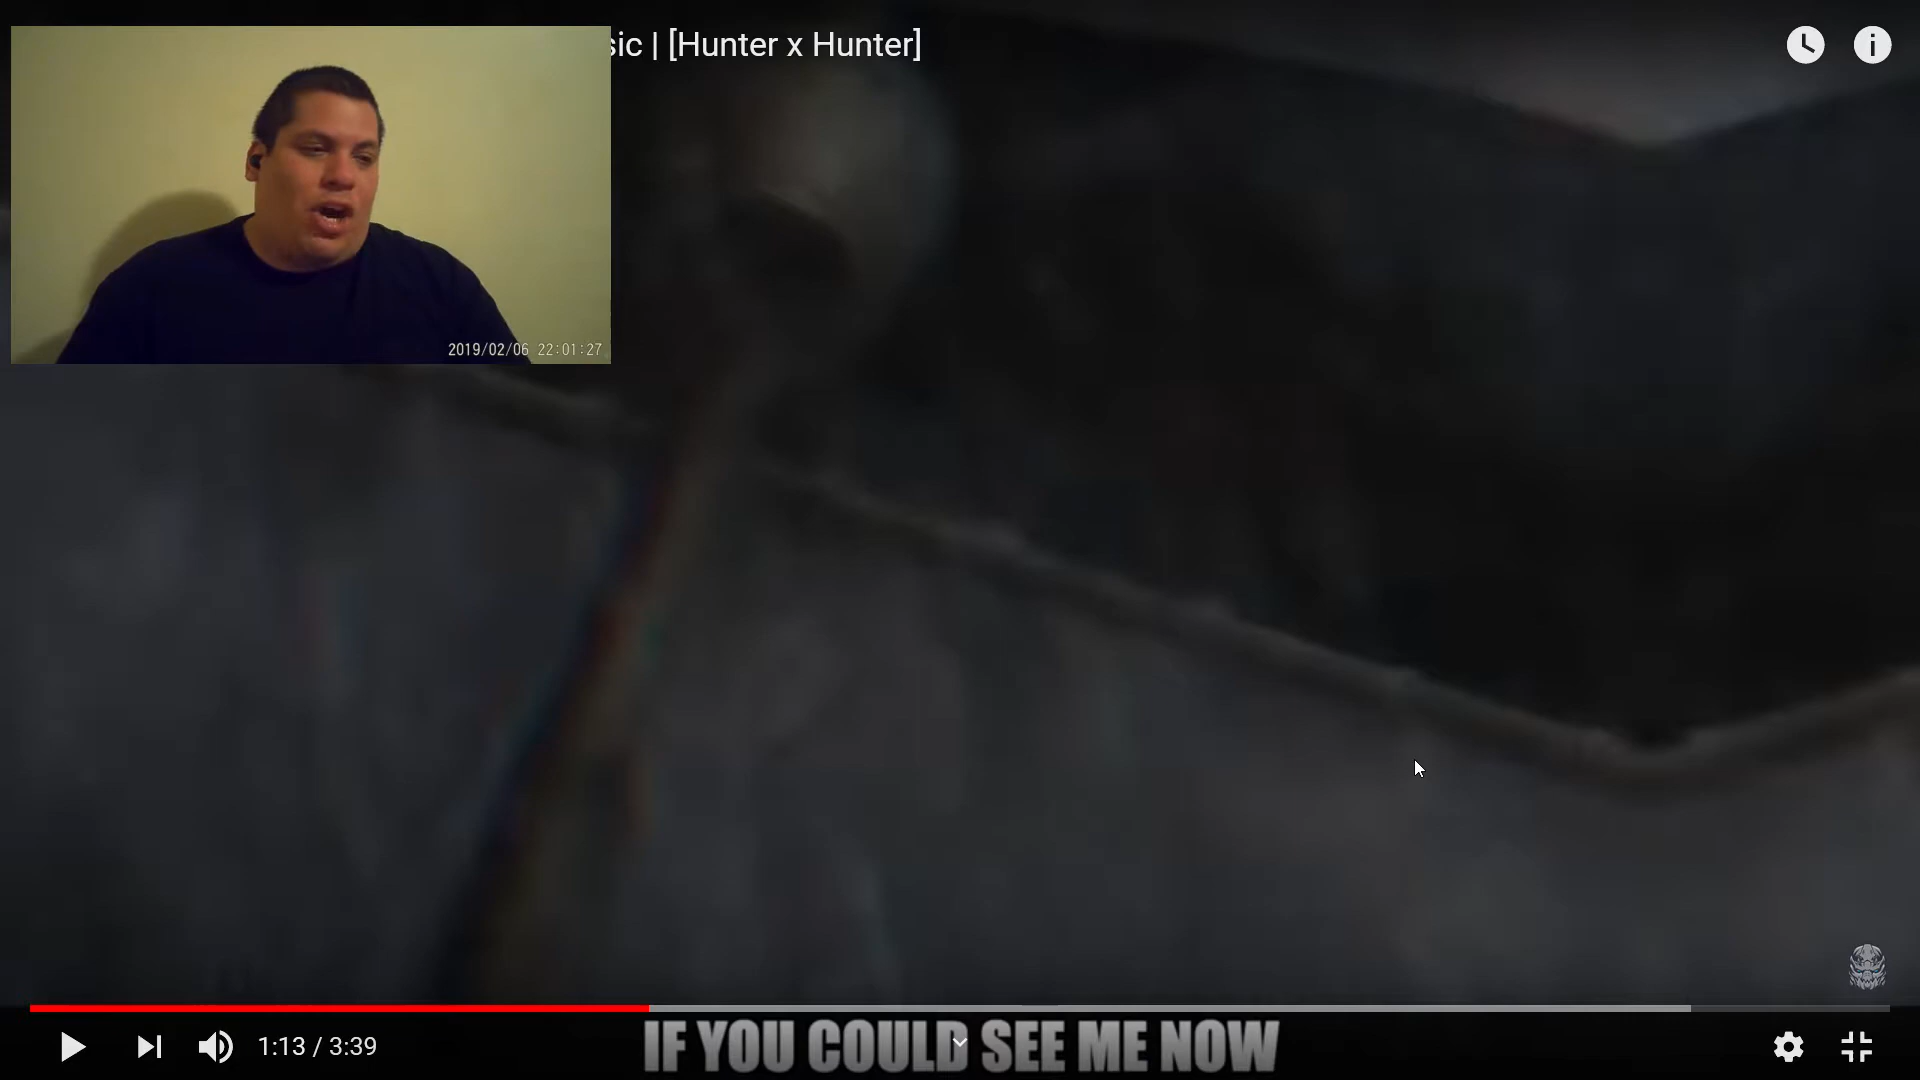 sic | [Hunter x Hunter]
2019/02/06 22:01:27
1:13 / 3:39
IF YOU COULD SEE ME NOW